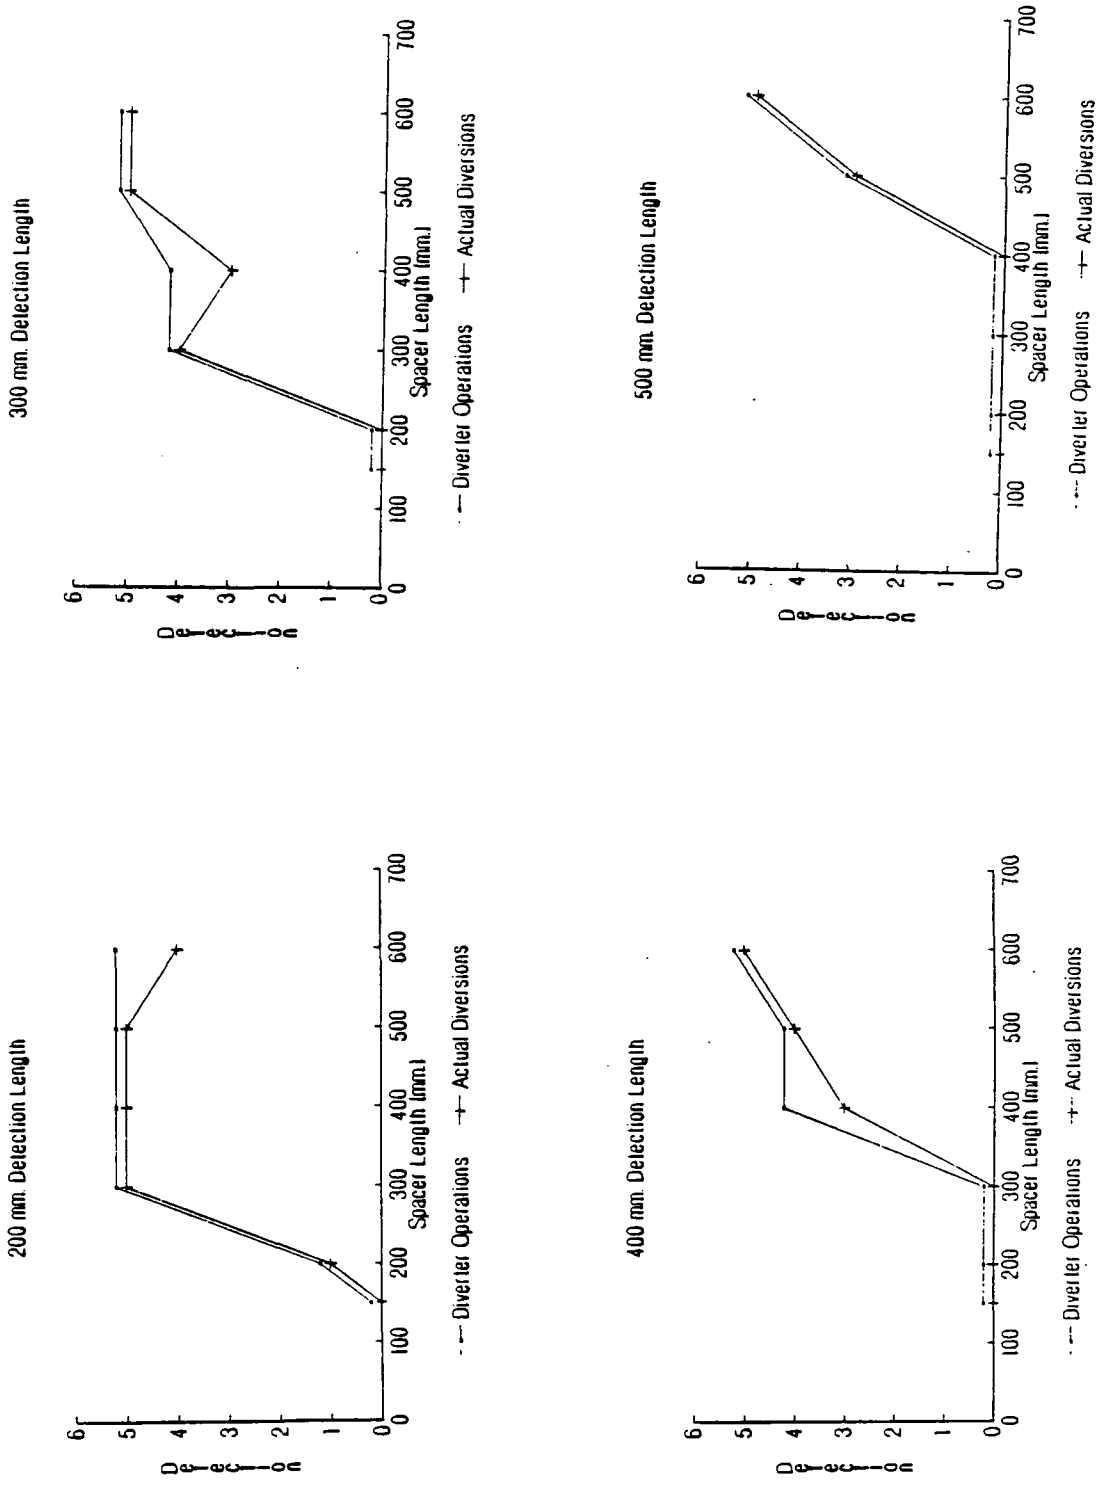 200 mm. Detection Length
6
5
4
3
2
1
0
Detection
0 100 200 300 400 500 600 700
Spacer Length (mm.)
Diverter Operations Actual Diversions
300 mm. Detection Length
6
5
4
3
2
1
0
Detection
0 100 200 300 400 500 600 700
Spacer Length (mm.)
Diverter Operations Actual Diversions
400 mm. Detection Length
6
5
4
3
2
1
0
Detection
0 100 200 300 400 500 600 700
Spacer Length (mm.)
Diverter Operations Actual Diversions
500 mm. Detection Length
6
5
4
3
2
1
0
Detection
0 100 200 300 400 500 600 700
Spacer Length (mm.)
Diverter Operations Actual Diversions